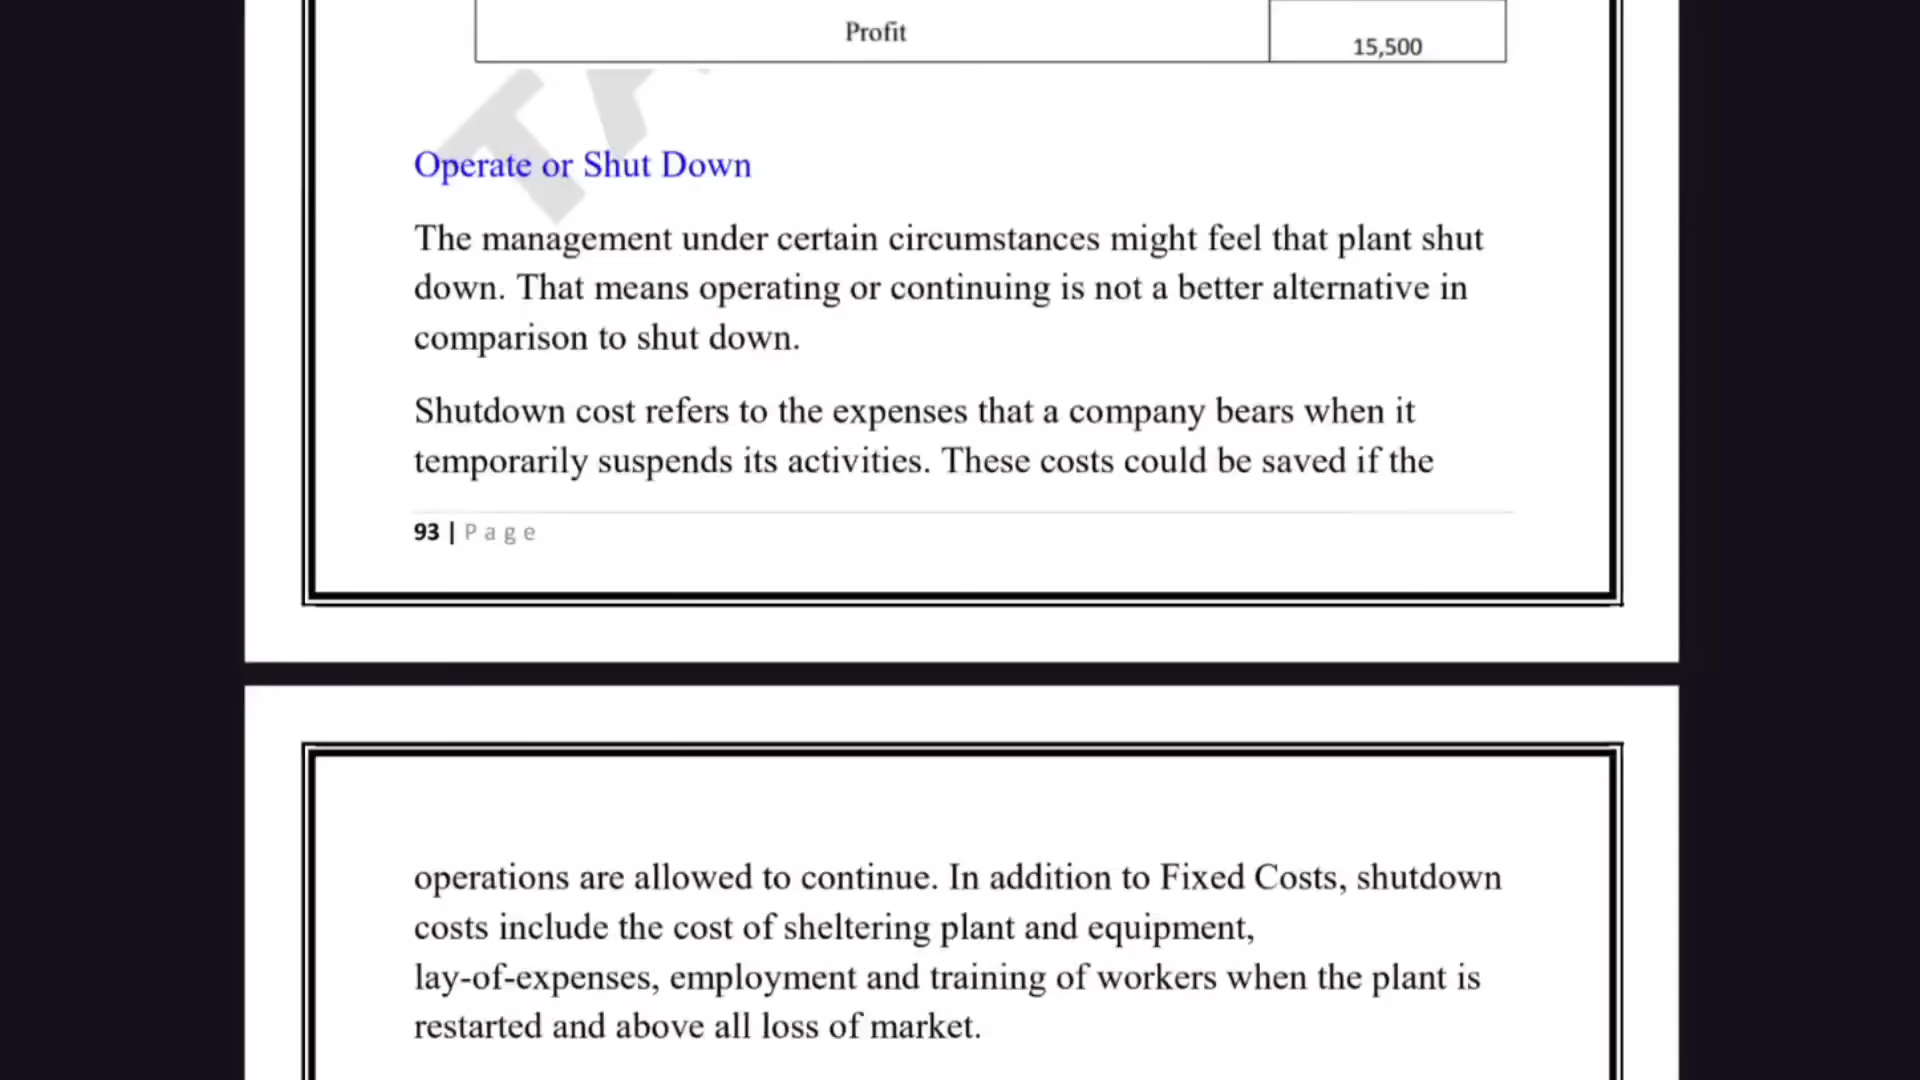 Profit
15,500
Operate or Shut Down
The management under certain circumstances might feel that plant shut
down. That means operating or continuing is not a better alternative in
comparison to shut down.
Shutdown cost refers to the expenses that a company bears when it
temporarily suspends its activities. These costs could be saved if the
93 | Page
operations are allowed to continue. In addition to Fixed Costs, shutdown
costs include the cost of sheltering plant and equipment,
lay-of-expenses, employment and training of workers when the plant is
restarted and above all loss of market.